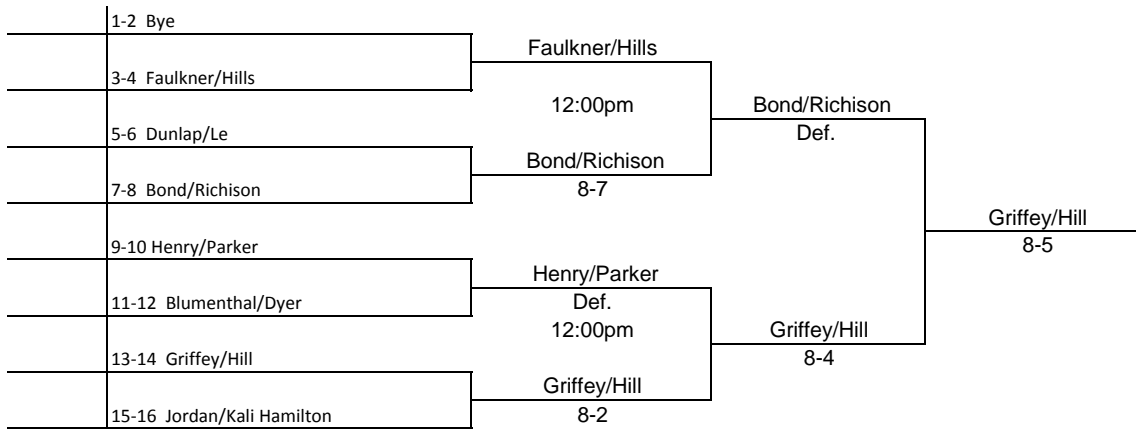 1-2 Bye
3-4 Faulkner/Hills
5-6 Dunlap/Le
7-8 Bond/Richison
9-10 Henry/Parker
11-12 Blumenthal/Dyer
13-14 Griffey/Hill
15-16 Jordan/Kali Hamilton
Faulkner/Hills
12:00pm
Bond/Richison
8-7
Henry/Parker
Def.
12:00pm
Griffey/Hill
8-2
Bond/Richison
Def.
Griffey/Hill
8-4
Griffey/Hill
8-5